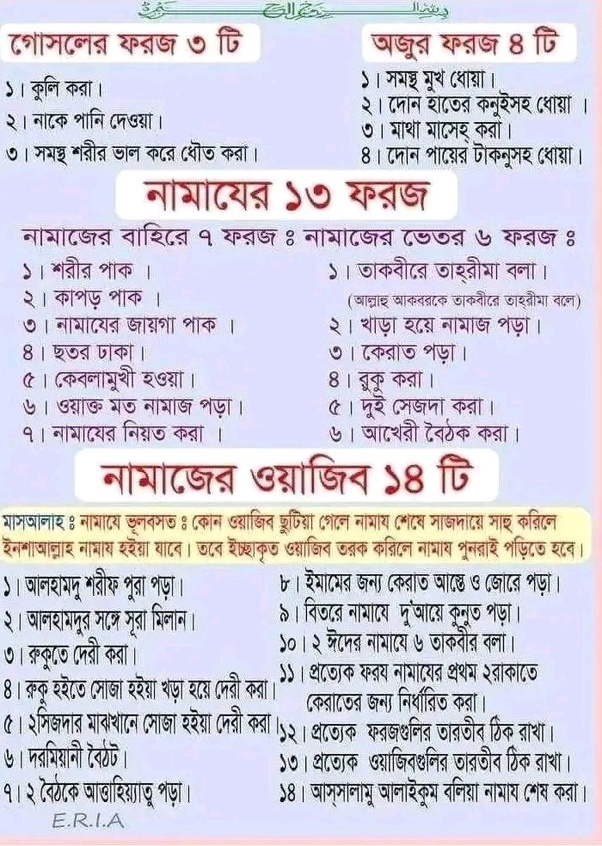 গোসলের ফরজ ৩ টি
১। কুলি করা।
২। নাকে পানি দেওয়া।
৩। সমস্থ শরীর ভাল করে ধৌত করা।
অজুর ফরজ ৪ টি
১। সমস্থ মুখ ধোয়া।
২। দোন হাতের কনুইসহ ধোয়া ।
৩। মাথা মাসেহ্ করা।
৪। দোন পায়ের টাকনুসহ ধোয়া।
নামাযের ১৩ ফরজ
নামাজের বাহিরে ৭ ফরজ ঃ
১। শরীর পাক ।
২। কাপড় পাক ।
৩। নামাযের জায়গা পাক ।
৪। ছতর ঢাকা।
৫। কেবলামুখী হওয়া।
৬। ওয়াক্ত মত নামাজ পড়া।
৭। নামাযের নিয়ত করা ।
নামাজের ভেতর ৬ ফরজ ঃ
১। তাকবীরে তাহ্রীমা বলা।
(আল্লাহু আকবরকে তাকবীরে তাহরীমা বলে)
২। খাড়া হয়ে নামাজ পড়া।
৩। কেরাত পড়া।
৪। রুকু করা।
৫। দুই সেজদা করা।
৬। আখেরী বৈঠক করা।
নামাজের ওয়াজিব ১৪ টি
মাসআলাহ ঃ নামাযে ভূলবসত ঃ কোন ওয়াজিব ছুটিয়া গেলে নামায শেষে সাজদায়ে সাহু করিলে
ইনশাআল্লাহ নামায হইয়া যাবে। তবে ইচ্ছাকৃত ওয়াজিব তরক করিলে নামায পুনরাই পড়িতে হবে।
১। আলহামদু শরীফ পুরা পড়া।
২। আলহামদুর সঙ্গে সূরা মিলান।
৩। রুকুতে দেরী করা।
৪। রুকু হইতে সোজা হইয়া খড়া হয়ে দেরী করা।
৫। ২সিজদার মাঝখানে সোজা হইয়া দেরী করা।
৬। দরমিয়ানী বৈঠট।
৭। ২ বৈঠকে আত্তাহিয়্যাতু পড়া।
৮। ইমামের জন্য কেরাত আস্তে ও জোরে পড়া।
৯। বিতরে নামাযে দু'আয়ে কুনুত পড়া।
১০। ২ ঈদের নামাযে ৬ তাকবীর বলা।
১১। প্রত্যেক ফরয নামাযের প্রথম ২রাকাতে
কেরাতের জন্য নির্ধারিত করা।
১২। প্রত্যেক ফরজগুলির তারতীব ঠিক রাখা।
১৩। প্রত্যেক ওয়াজিবগুলির তারতীব ঠিক রাখা।
১৪। আস্সালামু আলাইকুম বলিয়া নামায শেষ করা।
E.R.I.A